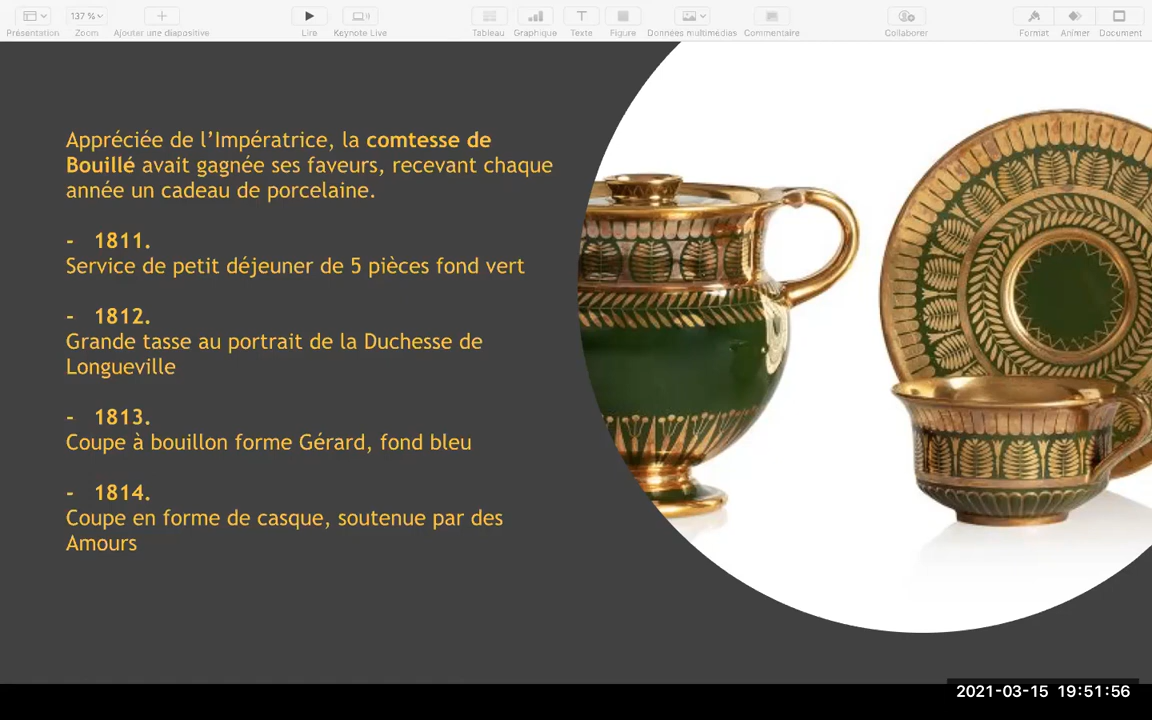 137 %
Présentation Zoom Ajouter une diapositive Lire Keynote Live Tableau Graphique Texte Figure Données multimédias Commentaire Collaborer Format Animer Document
Appréciée de l’Impératrice, la comtesse de
Bouillé avait gagnée ses faveurs, recevant chaque
année un cadeau de porcelaine.
- 1811.
Service de petit déjeuner de 5 pièces fond vert
- 1812.
Grande tasse au portrait de la Duchesse de
Longueville
- 1813.
Coupe à bouillon forme Gérard, fond bleu
- 1814.
Coupe en forme de casque, soutenue par des
Amours
2021-03-15 19:51:56